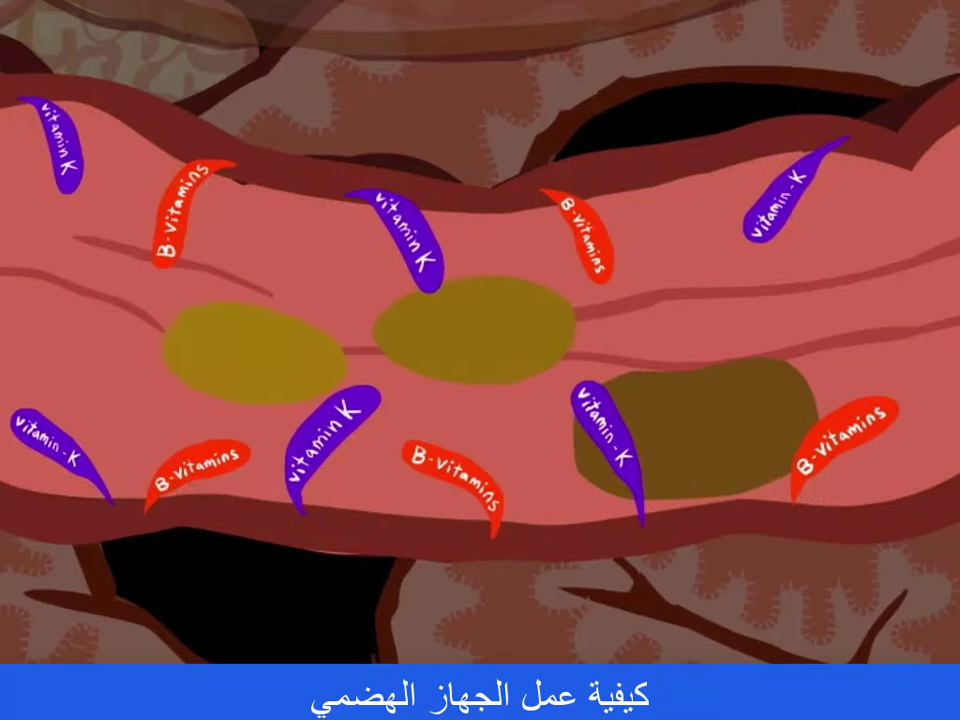 vitamin K
B-vitamins
vitamin K
B-vitamins
vitamin-K
vitamin-K
B-vitamins
vitamin K
B-vitamins
vitamin-K
B-vitamins
كيفية عمل الجهاز الهضمي